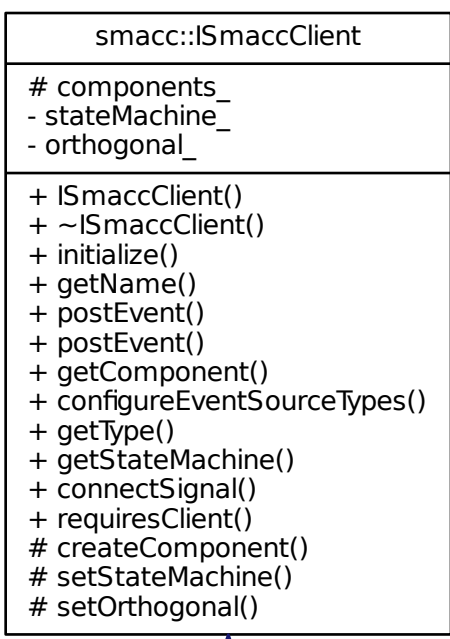 smacc::ISmaccClient
# components_
- stateMachine_
- orthogonal_
+ ISmaccClient()
+ ~ISmaccClient()
+ initialize()
+ getName()
+ postEvent()
+ postEvent()
+ getComponent()
+ configureEventSourceTypes()
+ getType()
+ getStateMachine()
+ connectSignal()
+ requiresClient()
# createComponent()
# setStateMachine()
# setOrthogonal()